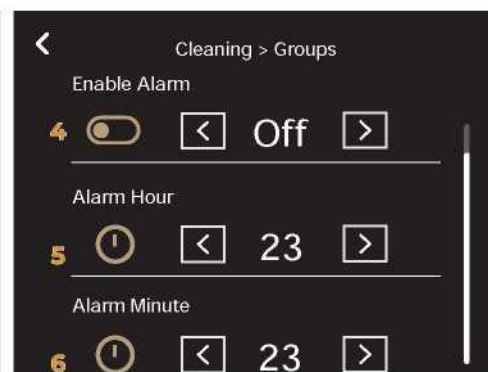 Cleaning > Groups
Enable Alarm
4 < Off >
Alarm Hour
5 < 23 >
Alarm Minute
6 < 23 >